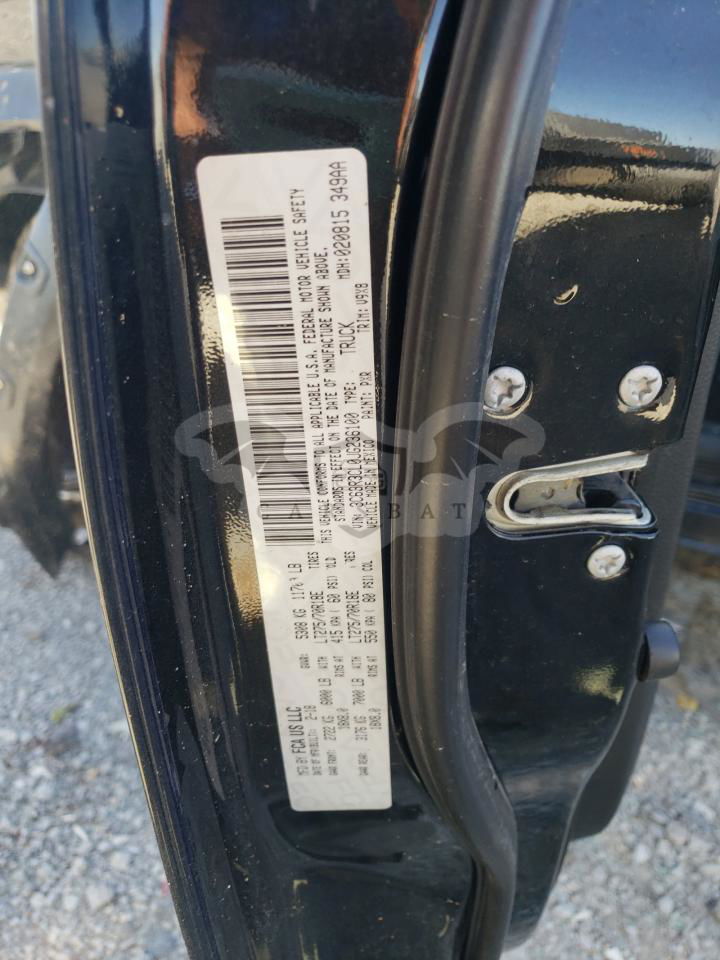 MFD BY: FCA US LLC
DATE OF MFR(BUILT): 2-18 GVWR: 5308 KG LB
GAWR FRONT: 2722 KG 6000 LB WITH LT275/70R18E TIRES
18X8.0 RIMS AT 415 KPA ( 60 PSI) COLD
GAWR REAR: 3176 KG 7000 LB WITH LT275/70R18E TIRES
18X8.0 RIMS AT 550 KPA ( 80 PSI) COL
THIS VEHICLE CONFORMS TO ALL APPLICABLE U.S.A. FEDERAL MOTOR VEHICLE SAFETY
STANDARDS IN EFFECT ON THE DATE OF MANUFACTURE SHOWN ABOVE.
VIN: 3C63R3CL0JG236100 TYPE: TRUCK MDH:020815 349AA
VEHICLE MADE IN MEXICO PAINT: PXR TRIM: V9X8